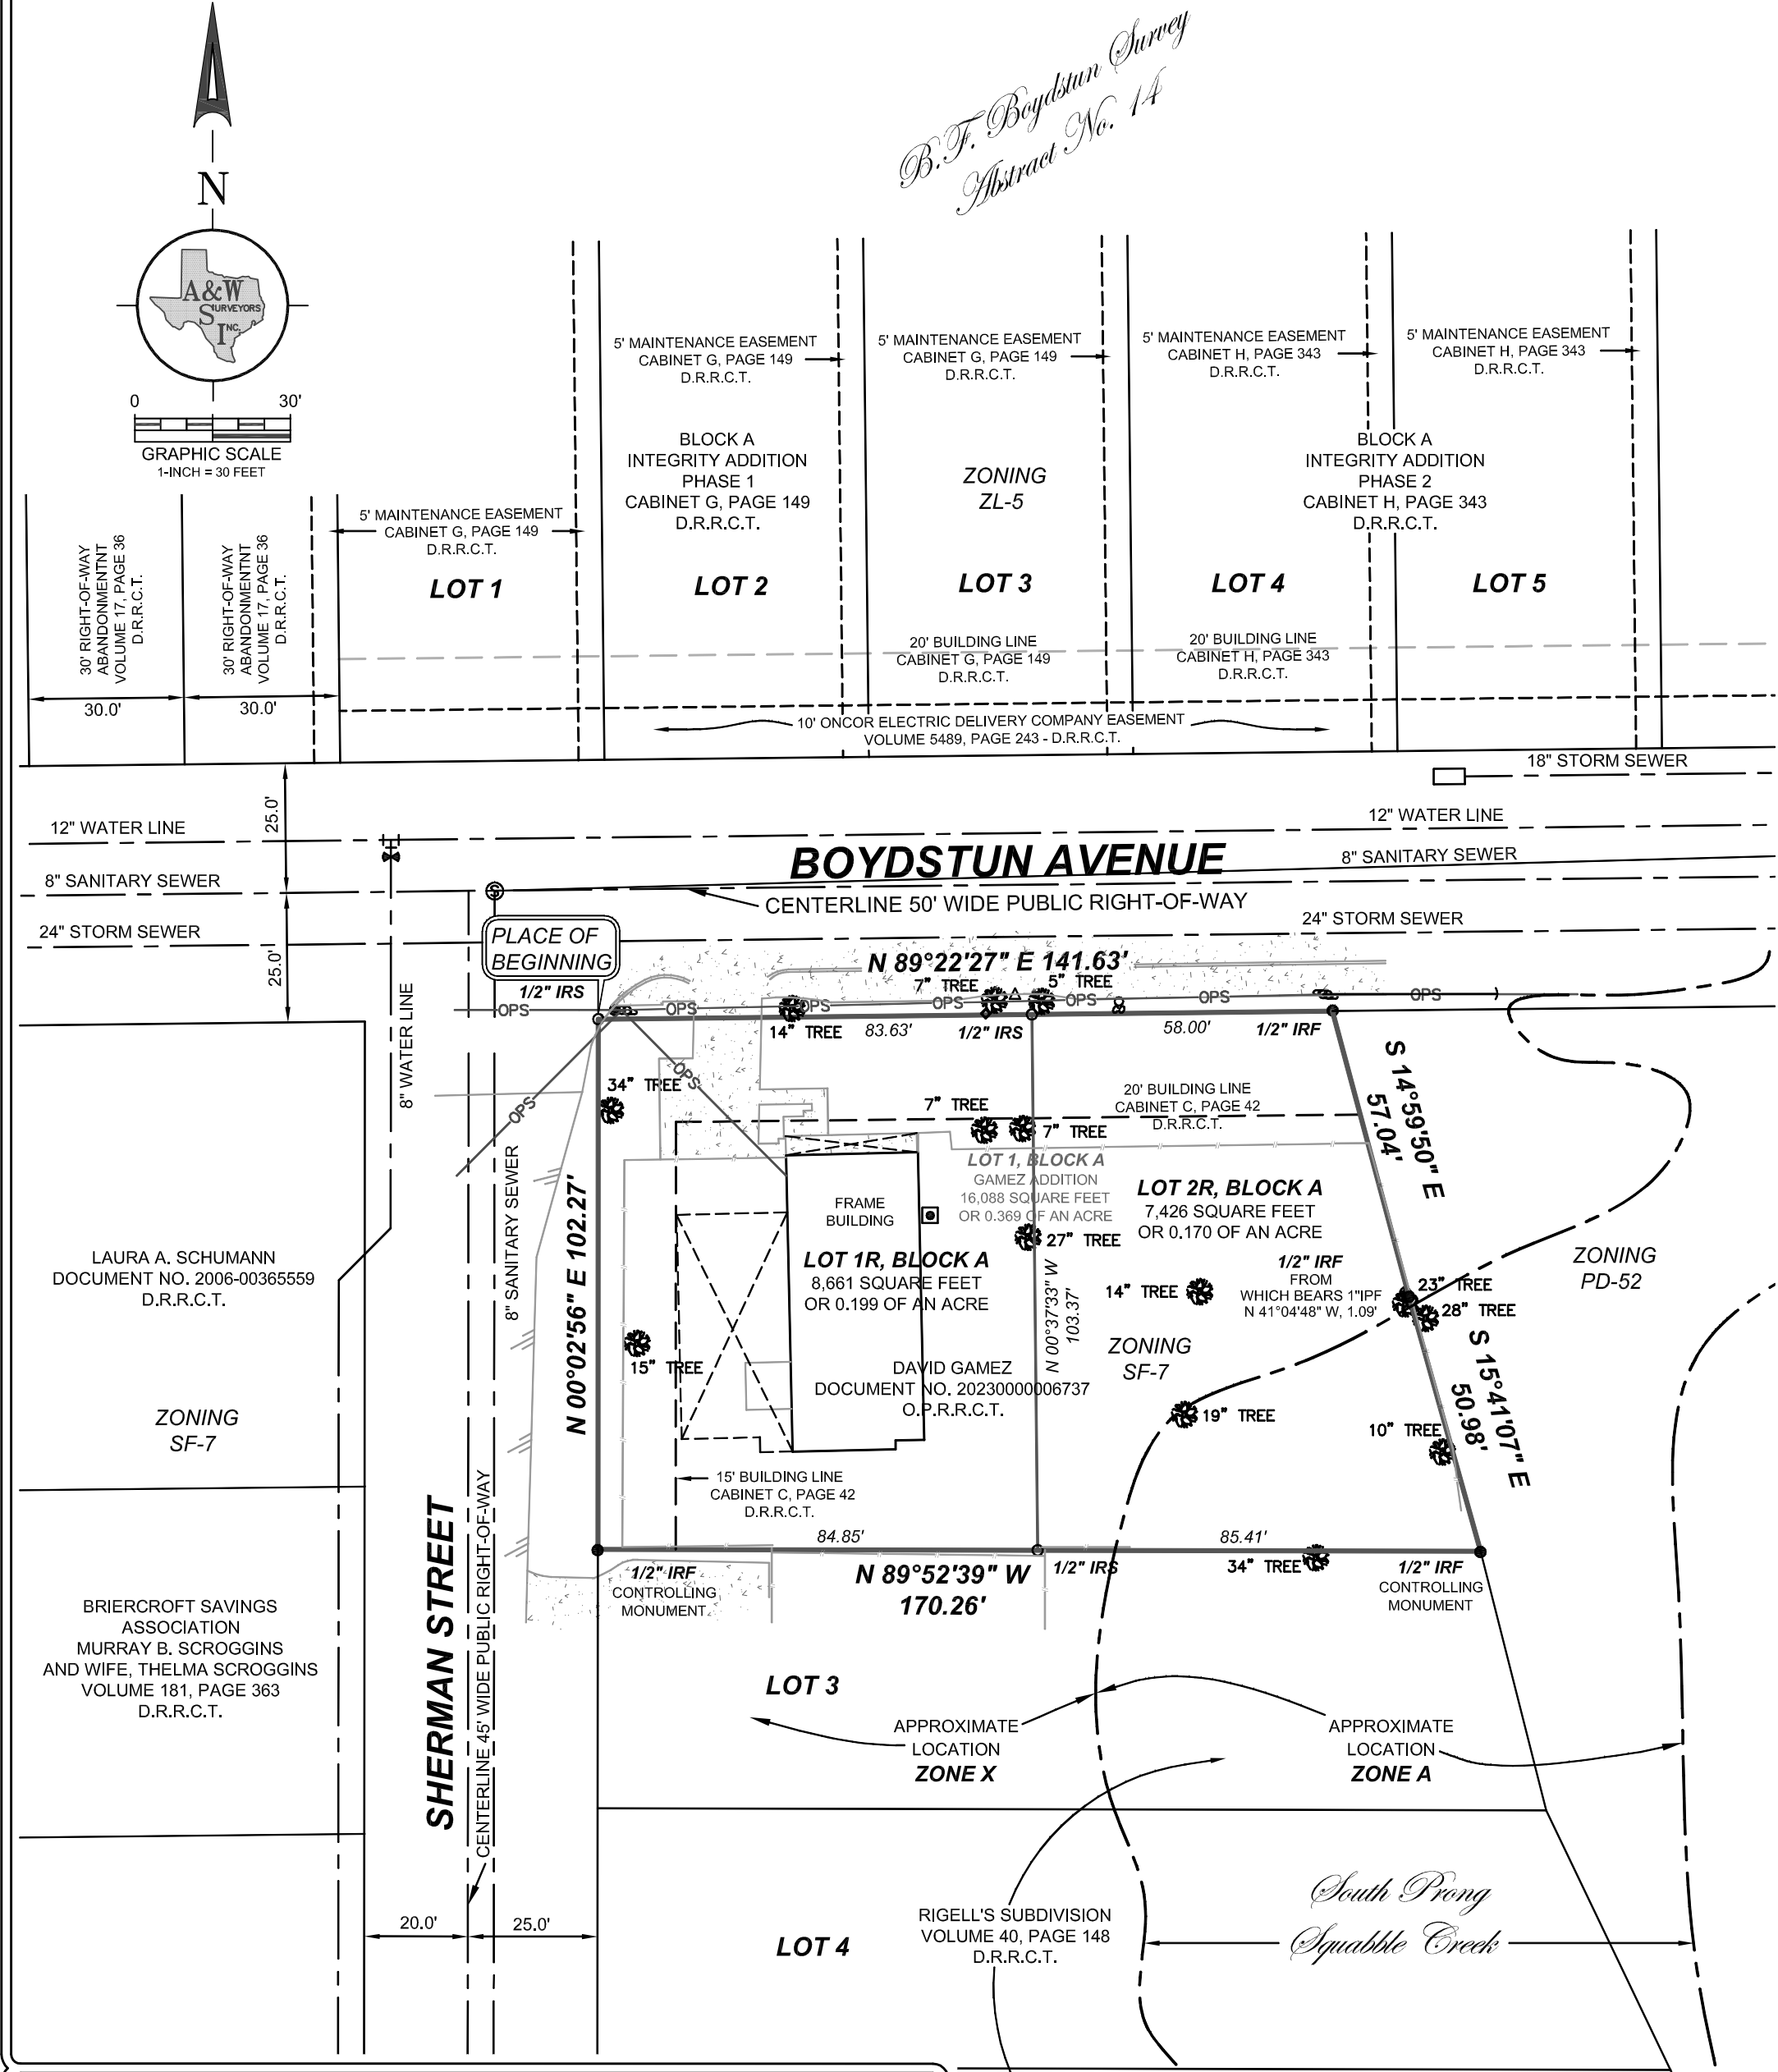 B.F. Boydstun Survey
Abstract No. 14
N
A&W
SURVEYORS
INC.
0 30'
GRAPHIC SCALE
1-INCH = 30 FEET
5' MAINTENANCE EASEMENT
CABINET G, PAGE 149
D.R.R.C.T.
5' MAINTENANCE EASEMENT
CABINET G, PAGE 149
D.R.R.C.T.
5' MAINTENANCE EASEMENT
CABINET H, PAGE 343
D.R.R.C.T.
5' MAINTENANCE EASEMENT
CABINET H, PAGE 343
D.R.R.C.T.
BLOCK A
INTEGRITY ADDITION
PHASE 1
CABINET G, PAGE 149
D.R.R.C.T.
ZONING
ZL-5
BLOCK A
INTEGRITY ADDITION
PHASE 2
CABINET H, PAGE 343
D.R.R.C.T.
5' MAINTENANCE EASEMENT
CABINET G, PAGE 149
D.R.R.C.T.
30' RIGHT-OF-WAY
ABANDONMENTNT
VOLUME 17, PAGE 36
D.R.R.C.T.
30' RIGHT-OF-WAY
ABANDONMENTNT
VOLUME 17, PAGE 36
D.R.R.C.T.
LOT 1
LOT 2
LOT 3
LOT 4
LOT 5
20' BUILDING LINE
CABINET G, PAGE 149
D.R.R.C.T.
20' BUILDING LINE
CABINET H, PAGE 343
D.R.R.C.T.
30.0'
30.0'
10' ONCOR ELECTRIC DELIVERY COMPANY EASEMENT
VOLUME 5489, PAGE 243 - D.R.R.C.T.
18" STORM SEWER
25.0'
12" WATER LINE
12" WATER LINE
BOYDSTUN AVENUE
8" SANITARY SEWER
8" SANITARY SEWER
S
CENTERLINE 50' WIDE PUBLIC RIGHT-OF-WAY
24" STORM SEWER
24" STORM SEWER
25.0'
PLACE OF
BEGINNING
N 89°22'27" E 141.63'
1/2" IRS
7" TREE
5" TREE
OPS
OPS
OPS
OPS
OPS
OPS
OPS
14" TREE
83.63'
1/2" IRS
58.00'
1/2" IRF
8" WATER LINE
OPS
OPS
34" TREE
S 14°59'50" E
57.04'
20' BUILDING LINE
CABINET C, PAGE 42
D.R.R.C.T.
7" TREE
7" TREE
8" SANITARY SEWER
N 00°02'56" E 102.27'
LOT 1, BLOCK A
GAMEZ ADDITION
16,088 SQUARE FEET
OR 0.369 OF AN ACRE
LOT 2R, BLOCK A
7,426 SQUARE FEET
OR 0.170 OF AN ACRE
FRAME
BUILDING
27" TREE
LOT 1R, BLOCK A
8,661 SQUARE FEET
OR 0.199 OF AN ACRE
N 00°37'33" W
103.37'
14" TREE
1/2" IRF
FROM
WHICH BEARS 1"IPF
N 41°04'48" W, 1.09'
23" TREE
28" TREE
ZONING
PD-52
LAURA A. SCHUMANN
DOCUMENT NO. 2006-00365559
D.R.R.C.T.
ZONING
SF-7
15" TREE
DAVID GAMEZ
DOCUMENT NO. 20230000006737
O.P.R.R.C.T.
S 15°41'07" E
50.98'
19" TREE
10" TREE
ZONING
SF-7
15' BUILDING LINE
CABINET C, PAGE 42
D.R.R.C.T.
84.85'
85.41'
1/2" IRF
CONTROLLING
MONUMENT
N 89°52'39" W
170.26'
1/2" IRS
34" TREE
1/2" IRF
CONTROLLING
MONUMENT
SHERMAN STREET
CENTERLINE 45' WIDE PUBLIC RIGHT-OF-WAY
BRIERCROFT SAVINGS
ASSOCIATION
MURRAY B. SCROGGINS
AND WIFE, THELMA SCROGGINS
VOLUME 181, PAGE 363
D.R.R.C.T.
LOT 3
APPROXIMATE
LOCATION
ZONE X
APPROXIMATE
LOCATION
ZONE A
20.0'
25.0'
LOT 4
RIGELL'S SUBDIVISION
VOLUME 40, PAGE 148
D.R.R.C.T.
South Prong
Squabble Creek